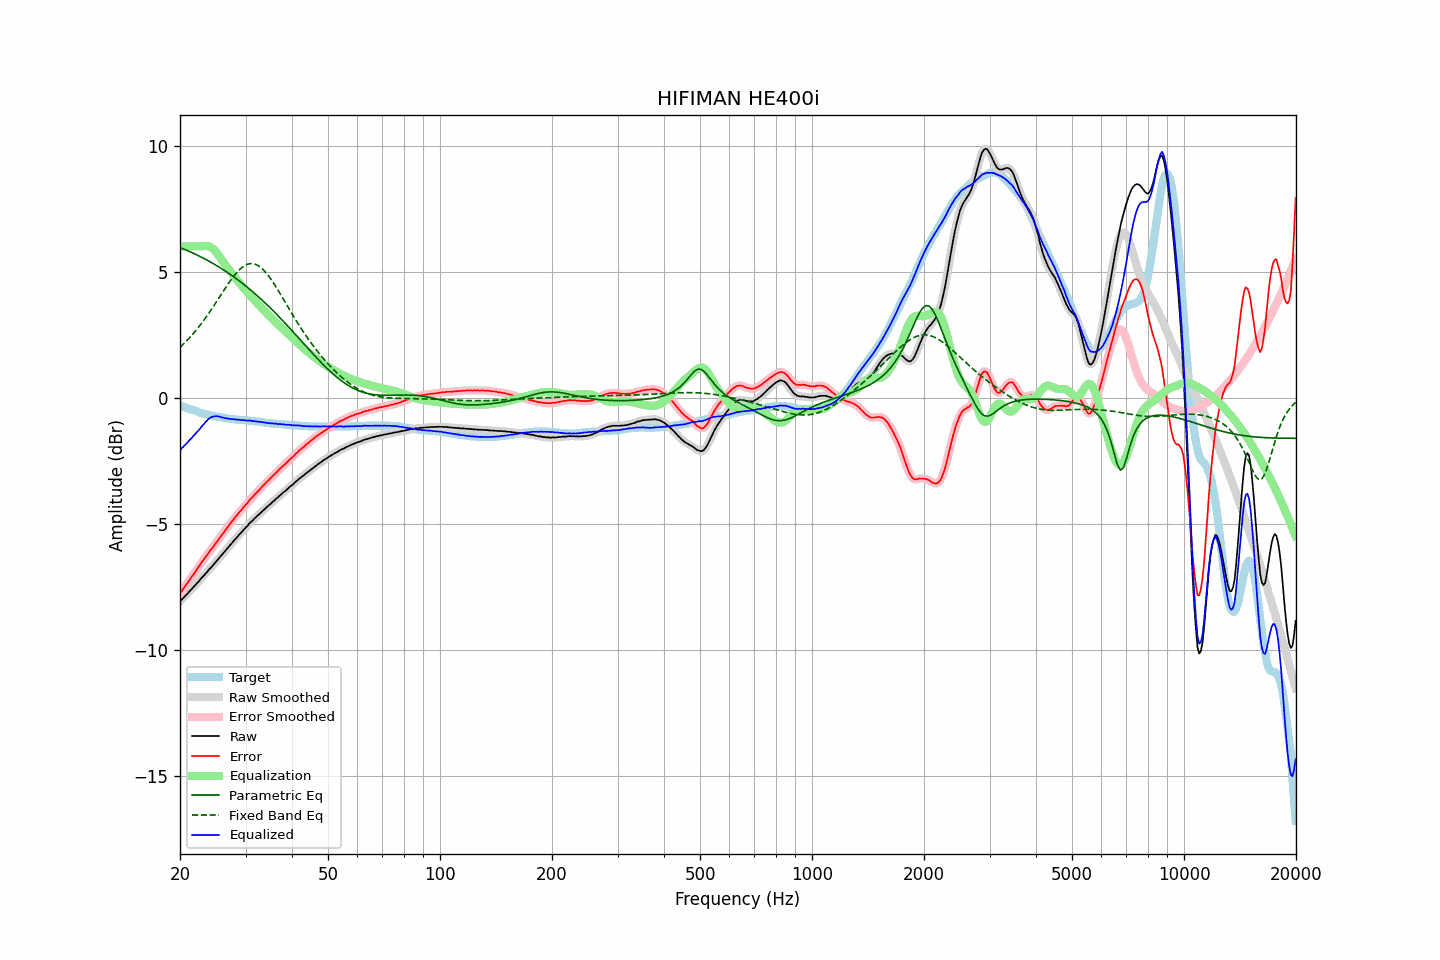 HIFIMAN HE400i
Amplitude (dBr)
10
5
0
−5
−10
−15
Target
Raw Smoothed
Error Smoothed
Raw
Error
Equalization
Parametric Eq
Fixed Band Eq
Equalized
20 50 100 200 500 1000 2000 5000 10000 20000
Frequency (Hz)